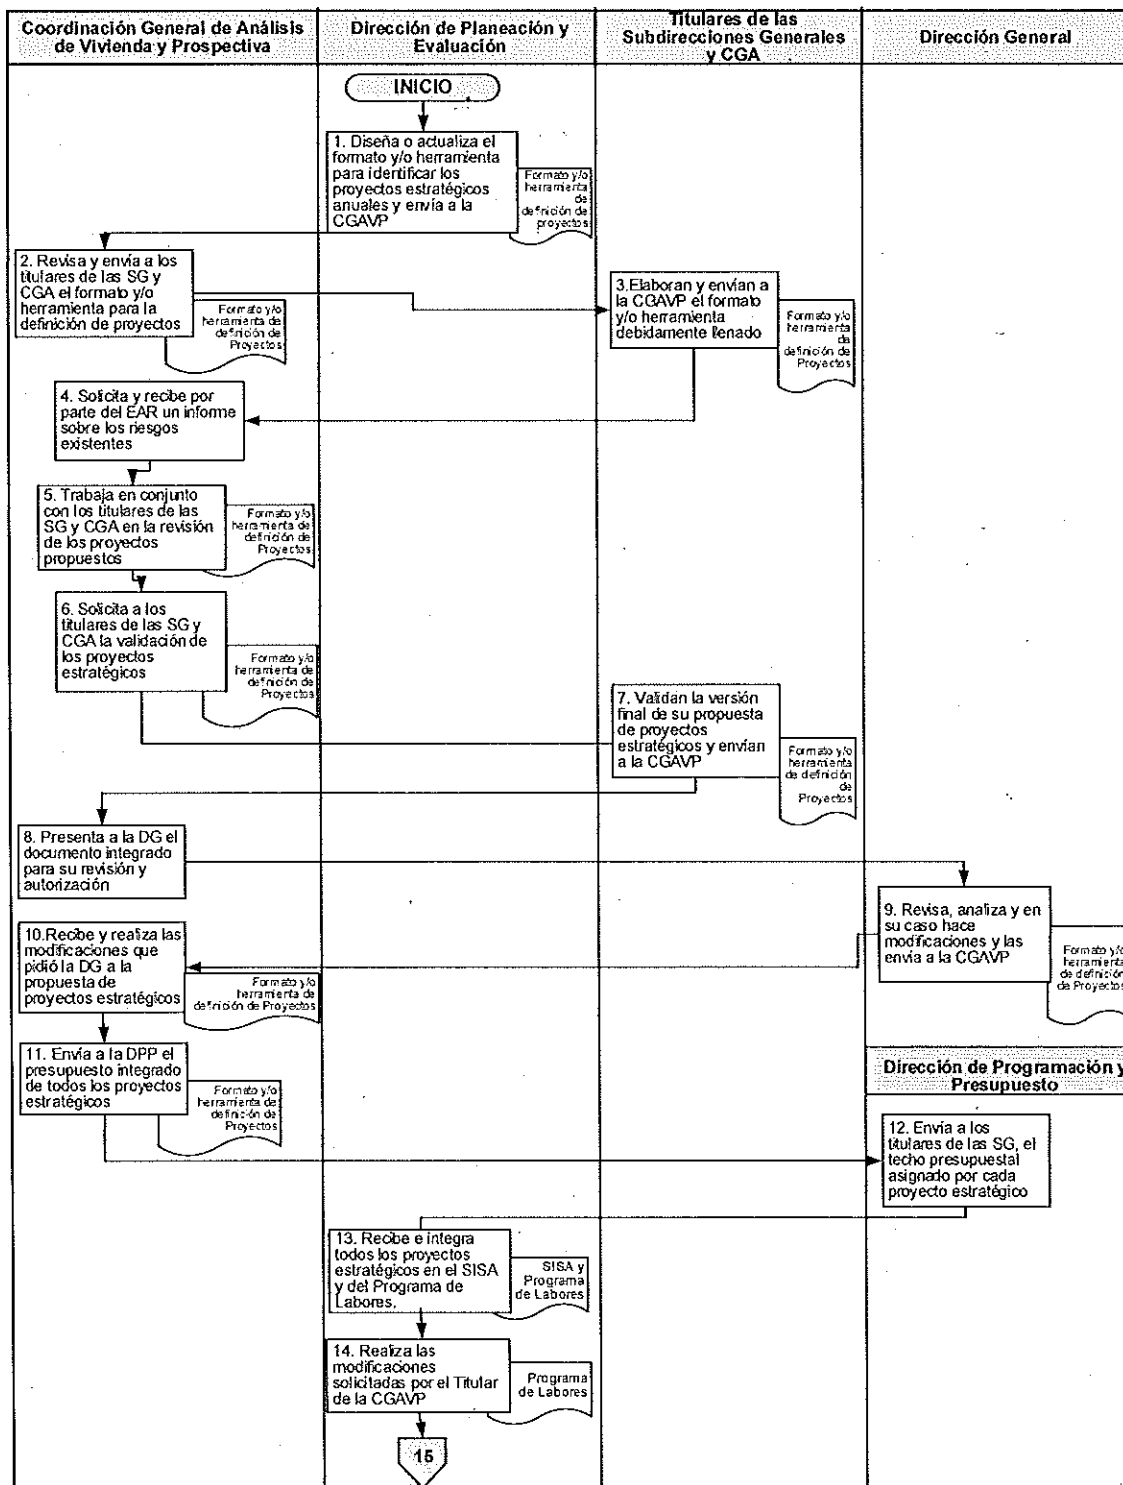 Coordinación General de Análisis
de Vivienda y Prospectiva
Dirección de Planeación y
Evaluación
Titulares de las
Subdirecciones Generales
y CGA
Dirección General
INICIO
1. Diseña o actualiza el
formato y/o herramienta
para identificar los
proyectos estratégicos
anuales y envía a la
CGAVP
Formato y/o
herramienta
de
definición de
proyectos
2. Revisa y envía a los
titulares de las SG y
CGA el formato y/o
herramienta para la
definición de proyectos
Formato y/o
herramienta de
definición de
Proyectos
3.Elaboran y envían a
la CGAVP el formato
y/o herramienta
debidamente llenado
Formato y/o
herramienta
de
definición de
Proyectos
4. Solicita y recibe por
parte del EAR un informe
sobre los riesgos
existentes
5. Trabaja en conjunto
con los titulares de las
SG y CGA en la revisión
de los proyectos
propuestos
Formato y/o
herramienta de
definición de
Proyectos
6. Solicita a los
titulares de las SG y
CGA la validación de
los proyectos
estratégicos
Formato y/o
herramienta de
definición de
Proyectos
7. Validan la versión
final de su propuesta
de proyectos
estratégicos y envían
a la CGAVP
Formato y/o
herramienta
de definición
de
Proyectos
8. Presenta a la DG el
documento integrado
para su revisión y
autorización
9. Revisa, analiza y en
su caso hace
modificaciones y las
envía a la CGAVP
Formato y/o
herramienta
de definición
de Proyectos
10.Recibe y realiza las
modificaciones que
pidió la DG a la
propuesta de
proyectos estratégicos
Formato y/o
herramienta de
definición de Proyectos
11. Envía a la DPP el
presupuesto integrado
de todos los proyectos
estratégicos
Formato y/o
herramienta de
definición de
Proyectos
Dirección de Programación y
Presupuesto
12. Envía a los
titulares de las SG, el
techo presupuestal
asignado por cada
proyecto estratégico
13. Recibe e integra
todos los proyectos
estratégicos en el SISA
y del Programa de
Labores.
SISA y
Programa
de Labores
14. Realiza las
modificaciones
solicitadas por el Titular
de la CGAVP
Programa
de Labores
15